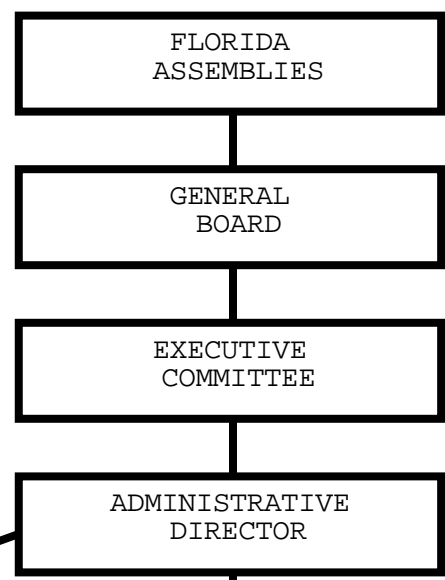 FLORIDA
ASSEMBLIES
GENERAL
BOARD
EXECUTIVE
COMMITTEE
ADMINISTRATIVE
DIRECTOR